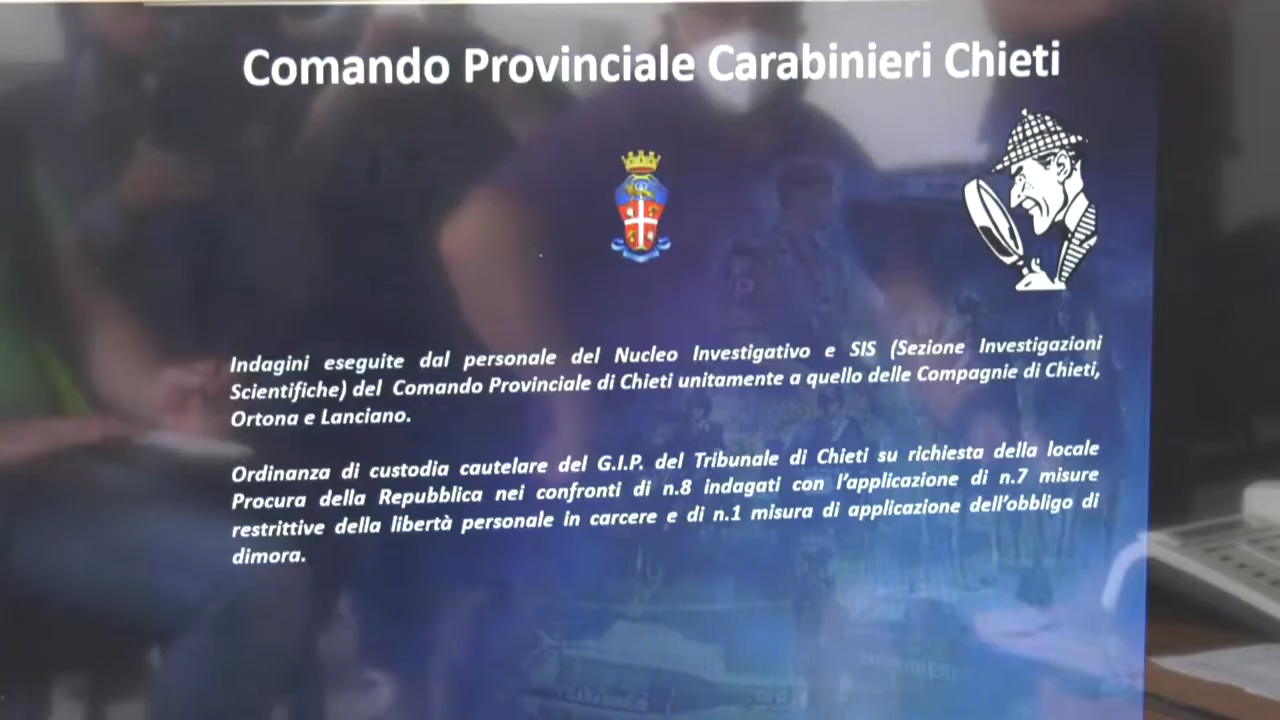 Comando Provinciale Carabinieri Chieti
Indagini eseguite dal personale del Nucleo Investigativo e SIS (Sezione Investigazioni
Scientifiche) del Comando Provinciale di Chieti unitamente a quello delle Compagnie di Chieti,
Ortona e Lanciano.
Ordinanza di custodia cautelare del G.I.P. del Tribunale di Chieti su richiesta della locale
Procura della Repubblica nei confronti di n.8 indagati con l'applicazione di n.7 misure
restrittive della libertà personale in carcere e di n.1 misura di applicazione dell'obbligo di
dimora.